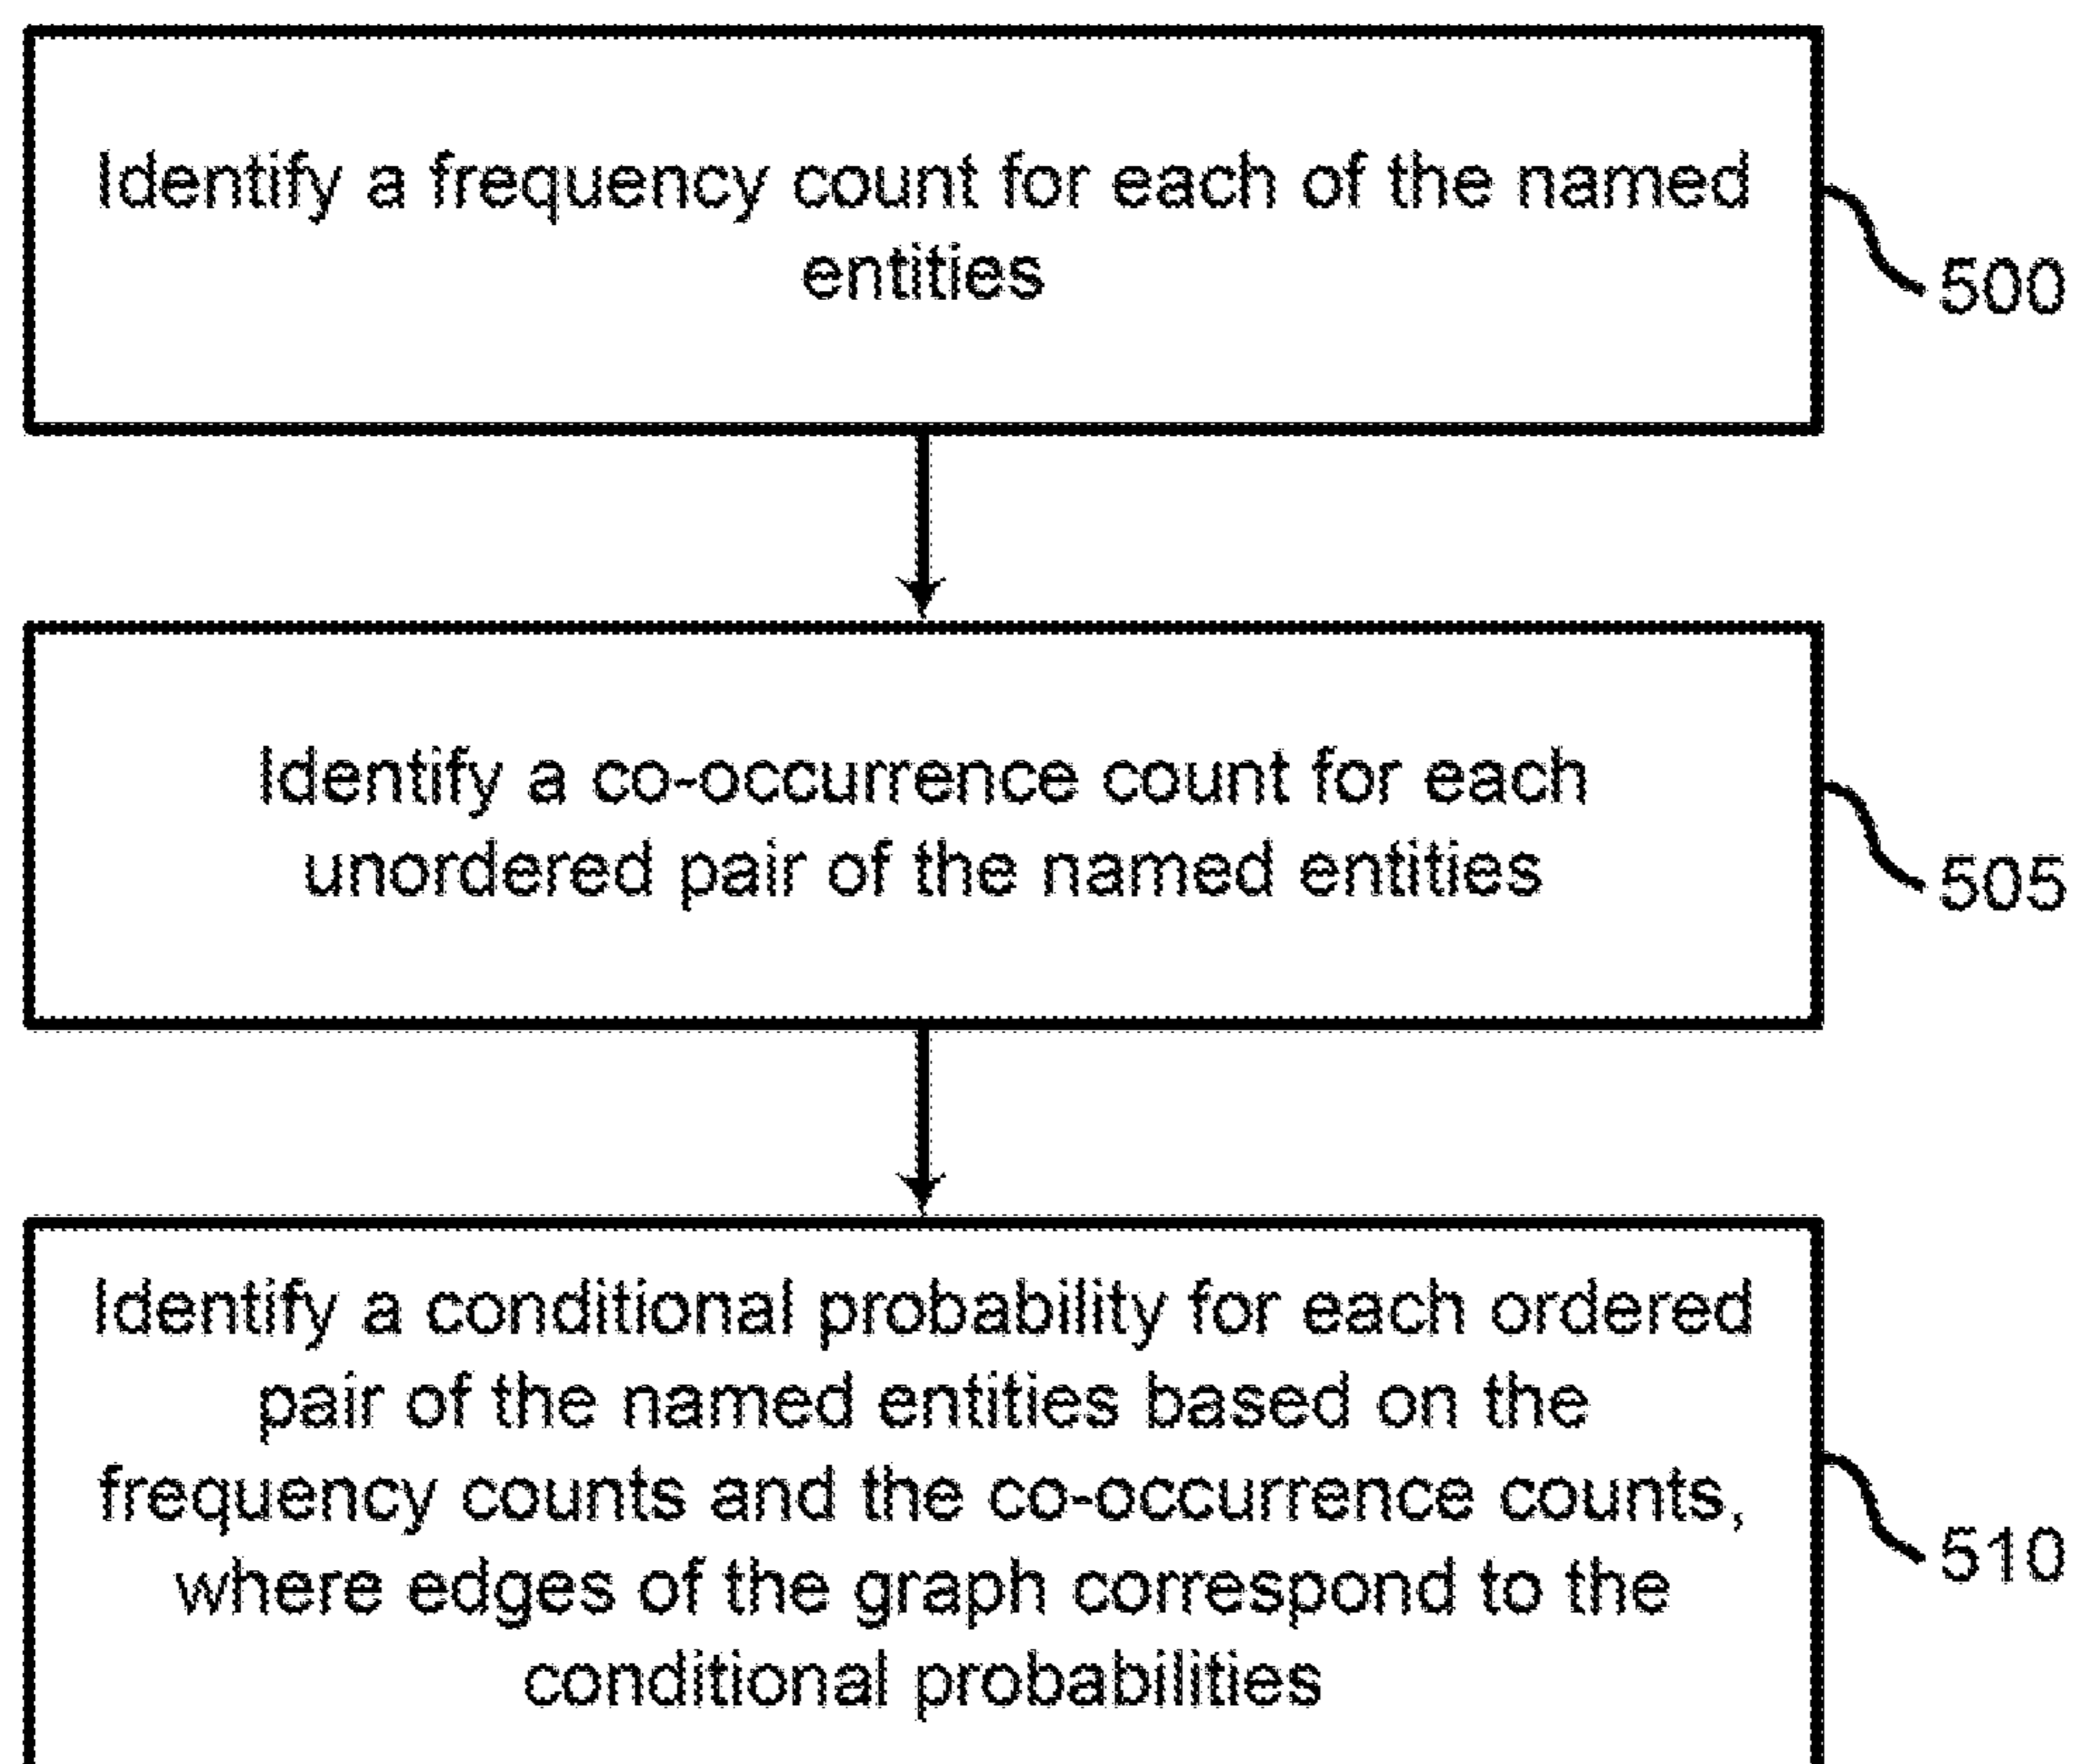 Identify a frequency count for each of the named
entities
500
Identify a co-occurrence count for each
unordered pair of the named entities
505
Identify a conditional probability for each ordered
pair of the named entities based on the
frequency counts and the co-occurrence counts,
where edges of the graph correspond to the
conditional probabilities
510